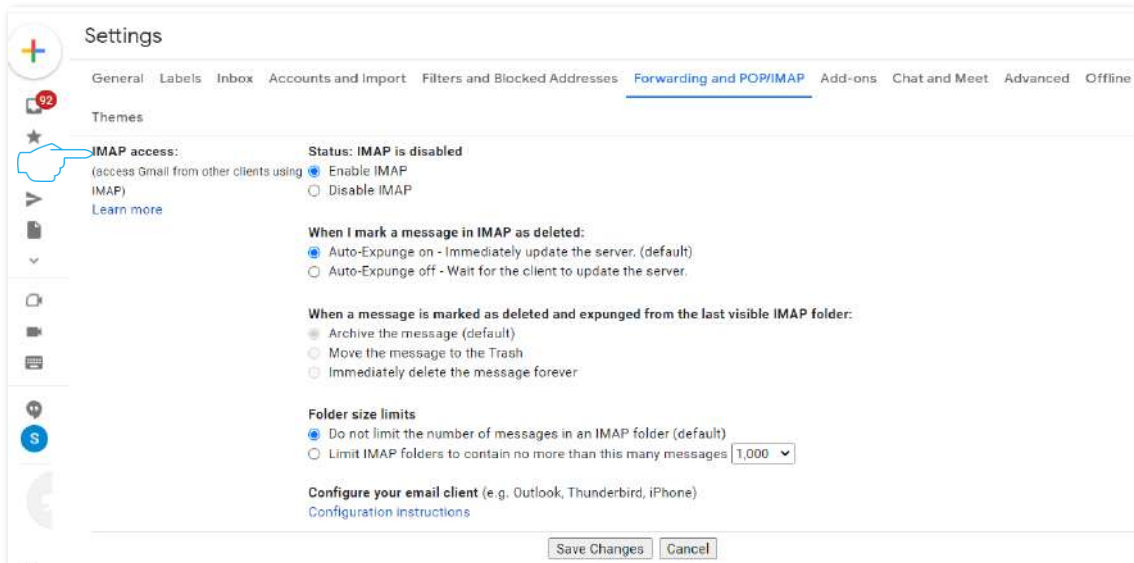 Settings
General Labels Inbox Accounts and Import Filters and Blocked Addresses Forwarding and POP/IMAP Add-ons Chat and Meet Advanced Offline
92
Themes
IMAP access:
(access Gmail from other clients using
IMAP)
Learn more
Status: IMAP is disabled
Enable IMAP
Disable IMAP
When I mark a message in IMAP as deleted:
Auto-Expunge on - Immediately update the server. (default)
Auto-Expunge off - Wait for the client to update the server.
When a message is marked as deleted and expunged from the last visible IMAP folder:
Archive the message (default)
Move the message to the Trash
Immediately delete the message forever
Folder size limits
Do not limit the number of messages in an IMAP folder (default)
Limit IMAP folders to contain no more than this many messages 1,000
S
Configure your email client (e.g. Outlook, Thunderbird, iPhone)
Configuration instructions
Save Changes Cancel